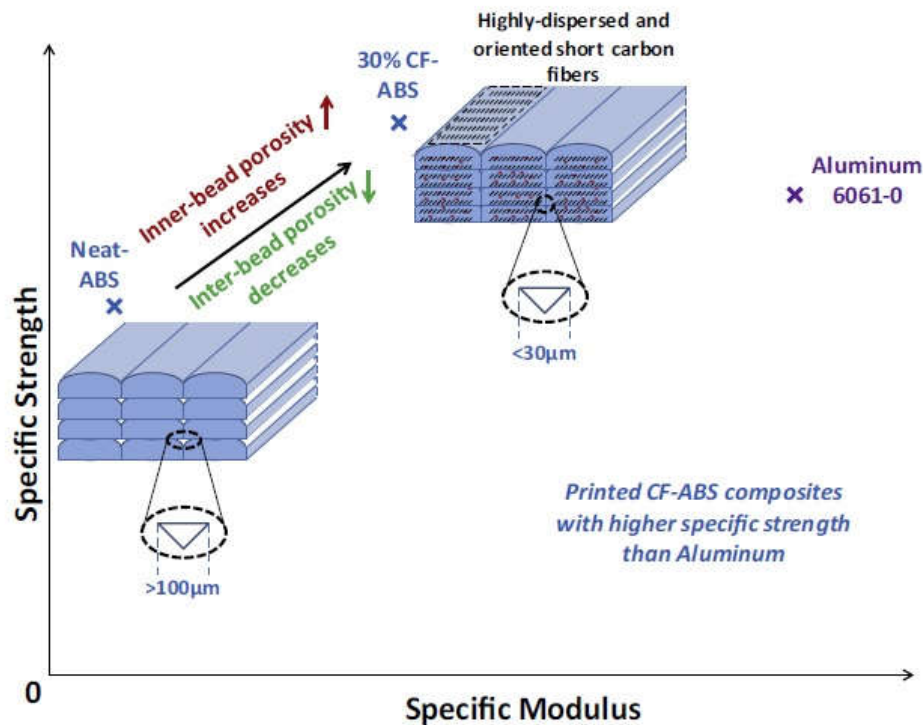 Highly-dispersed and
oriented short carbon
fibers
30% CF-
ABS
Inner-bead porosity
increases
Inter-bead porosity
decreases
Aluminum
6061-0
Neat-
ABS
<30μm
>100μm
Printed CF-ABS composites
with higher specific strength
than Aluminum
Specific Strength
0
Specific Modulus